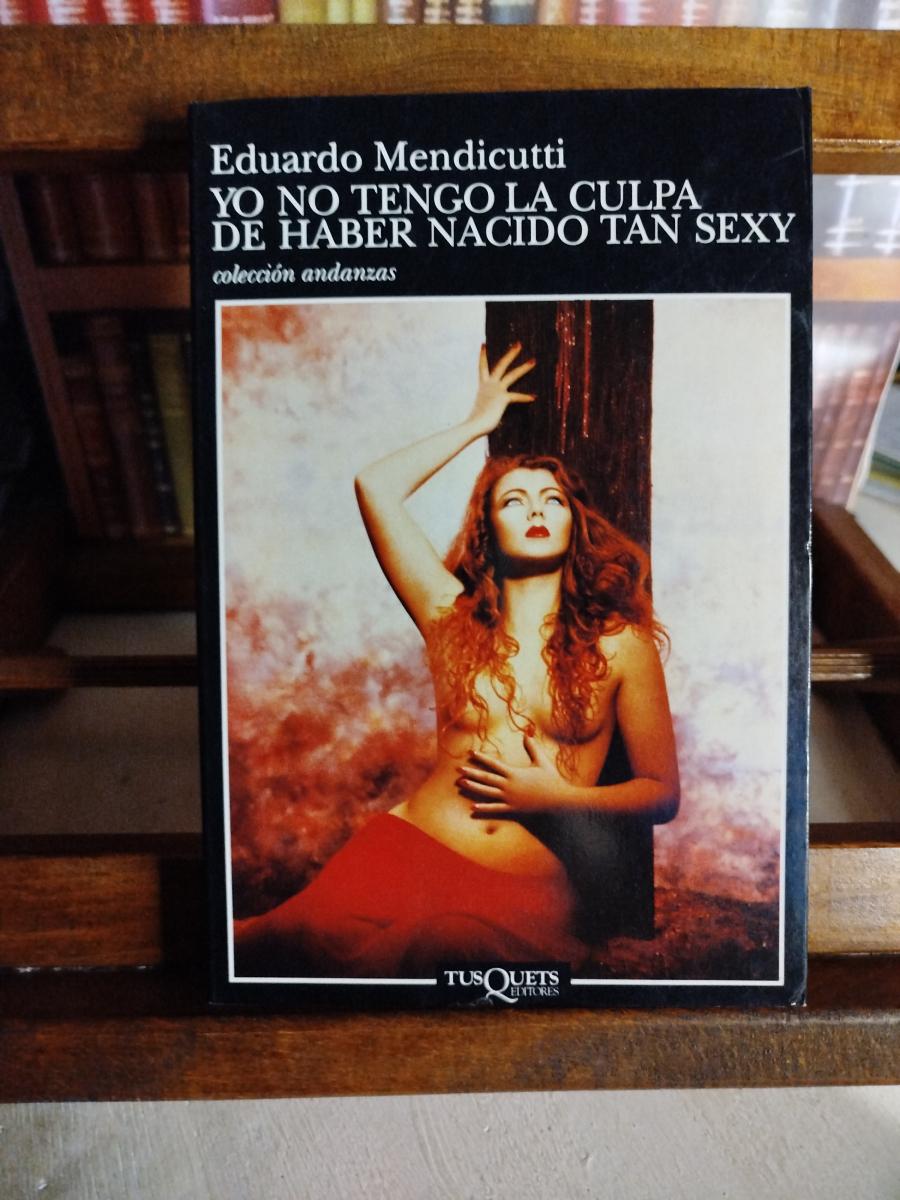 Eduardo Mendicutti
YO NO TENGO LA CULPA
DE HABER NACIDO TAN SEXY
colección andanzas
TUSQUETS
EDITORES